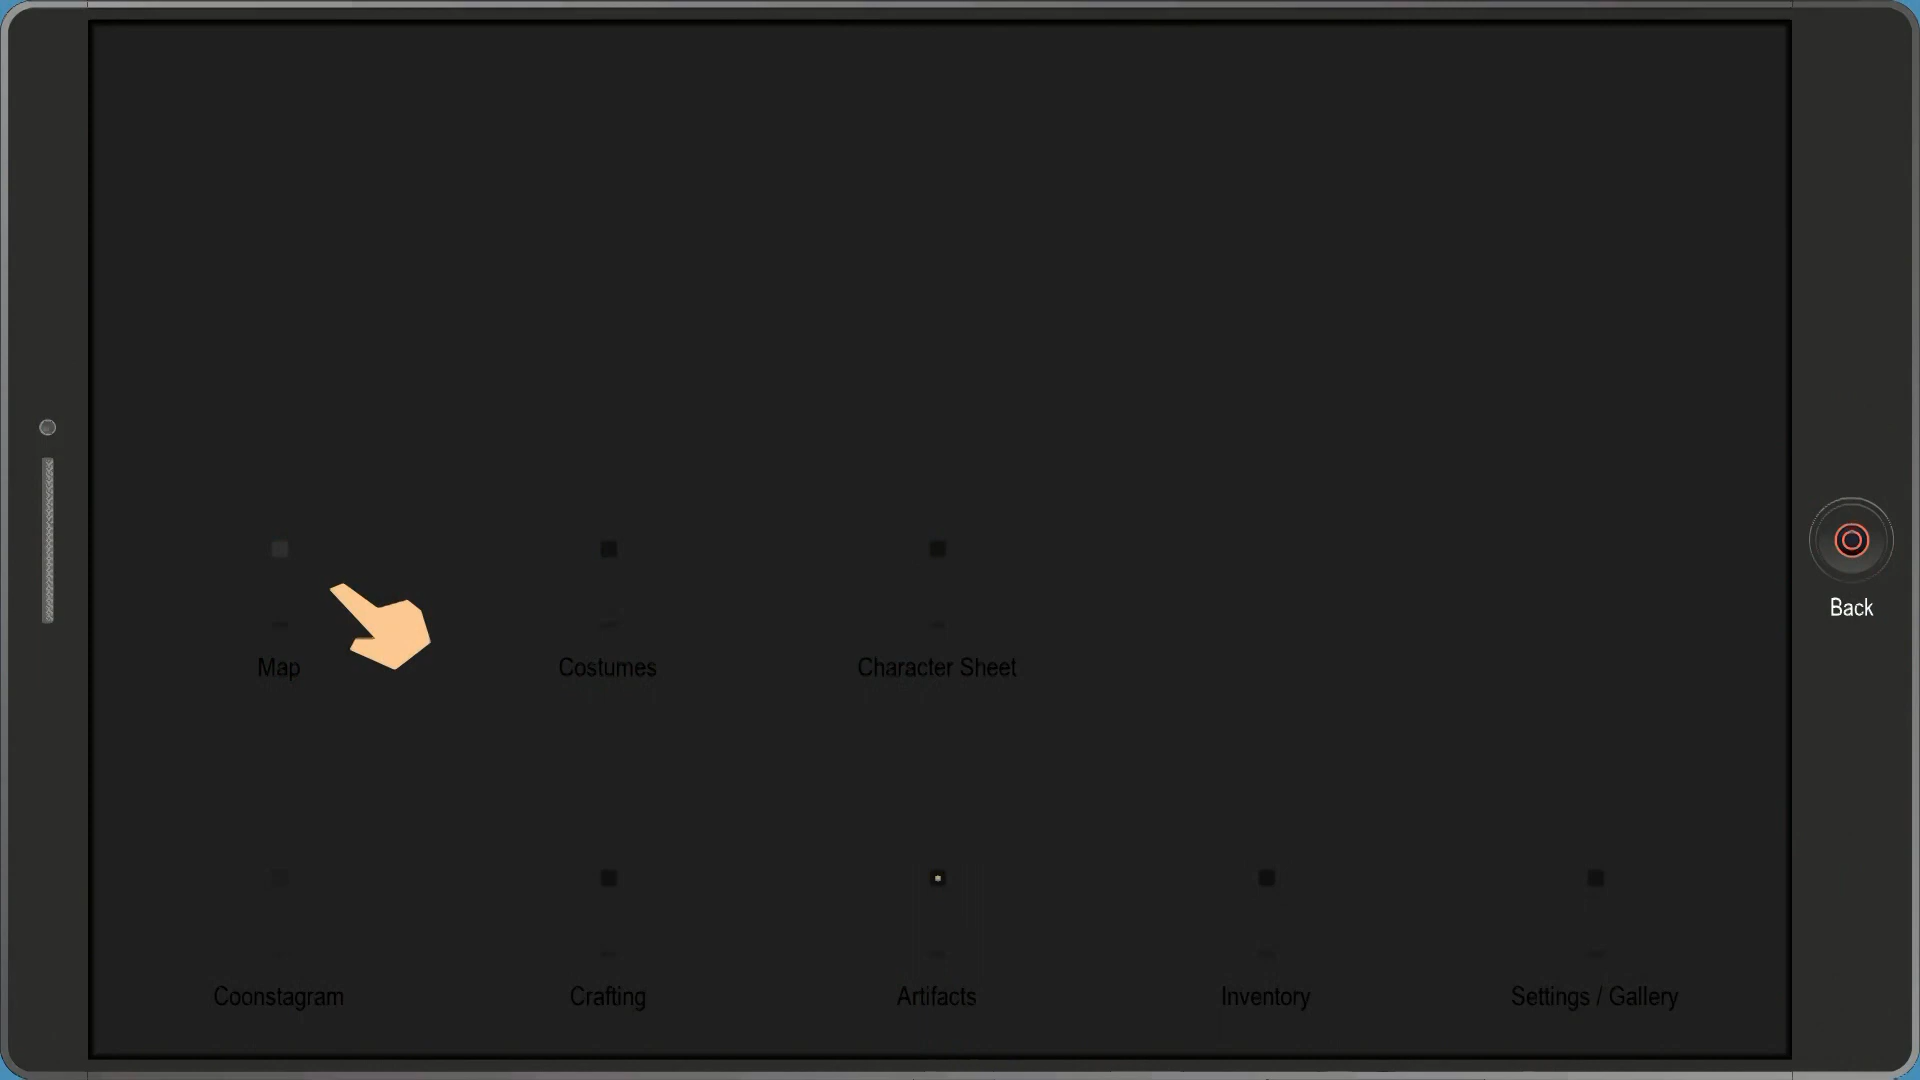 Back
Map
Costumes
Character Sheet
Coonstagram
Crafting
Artifacts
Inventory
Settings / Gallery